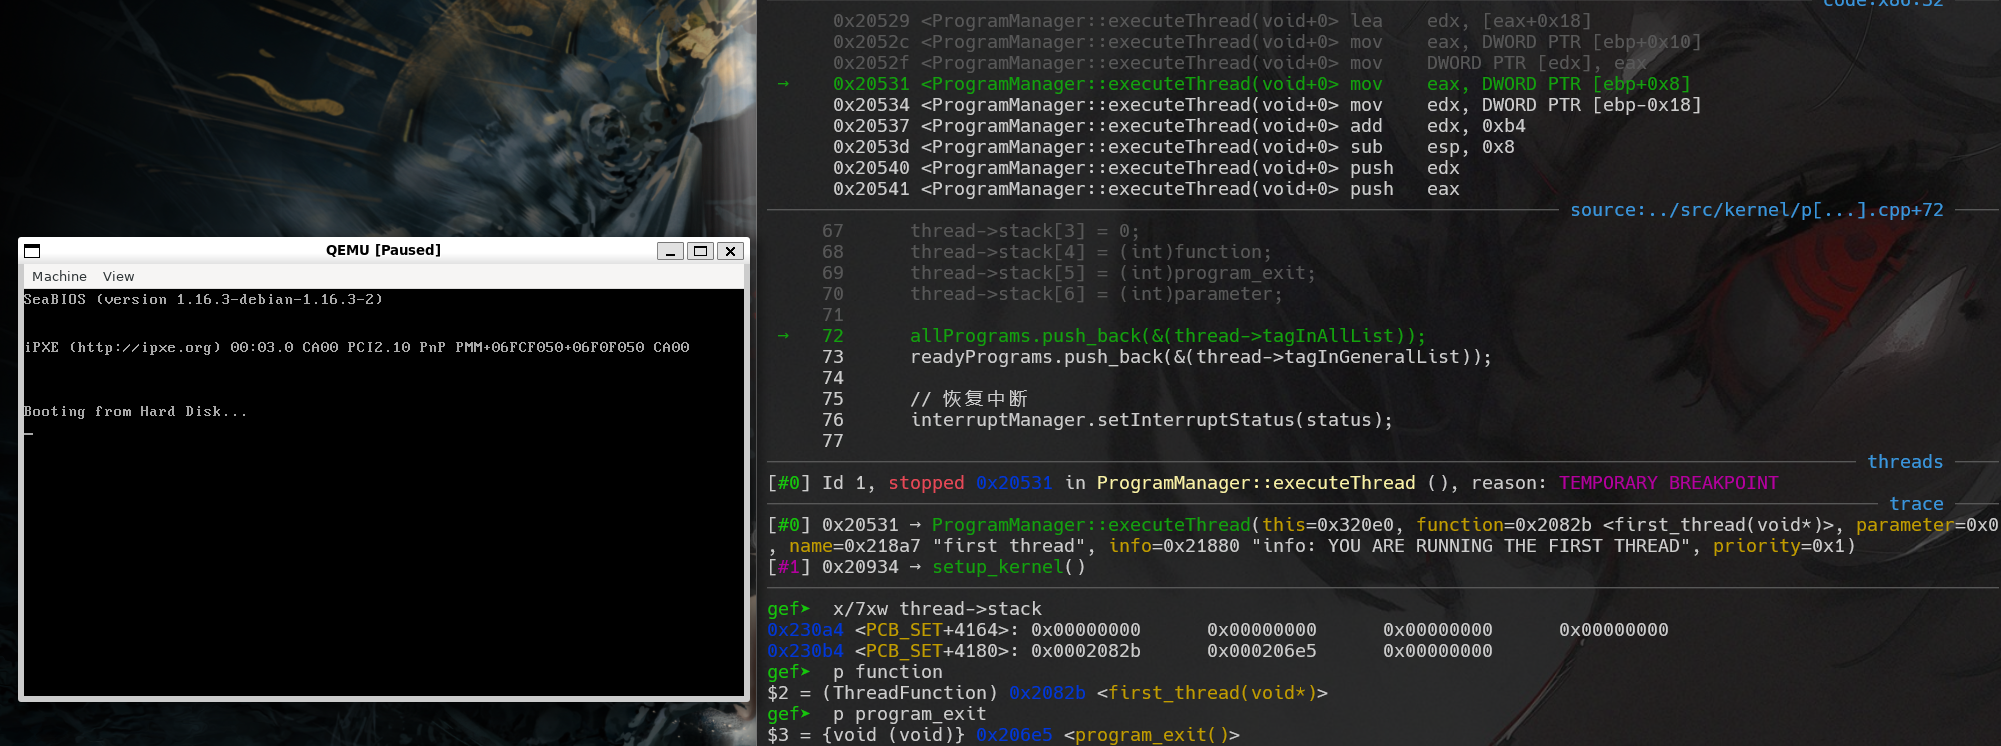 QEMU [Paused]
Machine View
SeaBIOS (version 1.16.3-debian-1.16.3-2)
iPXE (http://ipxe.org) 00:03.0 CA00 PCI2.10 PnP PMM+06FCF050+06F0F050 CA00
Booting from Hard Disk...
code:x86:32
0x20529 <ProgramManager::executeThread(void+0> lea edx, [eax+0x18]
0x2052c <ProgramManager::executeThread(void+0> mov eax, DWORD PTR [ebp+0x10]
0x2052f <ProgramManager::executeThread(void+0> mov DWORD PTR [edx], eax
→ 0x20531 <ProgramManager::executeThread(void+0> mov eax, DWORD PTR [ebp+0x8]
0x20534 <ProgramManager::executeThread(void+0> mov edx, DWORD PTR [ebp-0x18]
0x20537 <ProgramManager::executeThread(void+0> add edx, 0xb4
0x2053d <ProgramManager::executeThread(void+0> sub esp, 0x8
0x20540 <ProgramManager::executeThread(void+0> push edx
0x20541 <ProgramManager::executeThread(void+0> push eax
source:../src/kernel/p[...].cpp+72
67 thread->stack[3] = 0;
68 thread->stack[4] = (int)function;
69 thread->stack[5] = (int)program_exit;
70 thread->stack[6] = (int)parameter;
71
→ 72 allPrograms.push_back(&(thread->tagInAllList));
73 readyPrograms.push_back(&(thread->tagInGeneralList));
74
75 // 恢复中断
76 interruptManager.setInterruptStatus(status);
77
threads
[#0] Id 1, stopped 0x20531 in ProgramManager::executeThread (), reason: TEMPORARY BREAKPOINT
trace
[#0] 0x20531 → ProgramManager::executeThread(this=0x320e0, function=0x2082b <first_thread(void*)>, parameter=0x0
, name=0x218a7 "first thread", info=0x21880 "info: YOU ARE RUNNING THE FIRST THREAD", priority=0x1)
[#1] 0x20934 → setup_kernel()
gef➤ x/7xw thread->stack
0x230a4 <PCB_SET+4164>: 0x00000000 0x00000000 0x00000000 0x00000000
0x230b4 <PCB_SET+4180>: 0x0002082b 0x000206e5 0x00000000
gef➤ p function
$2 = (ThreadFunction) 0x2082b <first_thread(void*)>
gef➤ p program_exit
$3 = {void (void)} 0x206e5 <program_exit()>